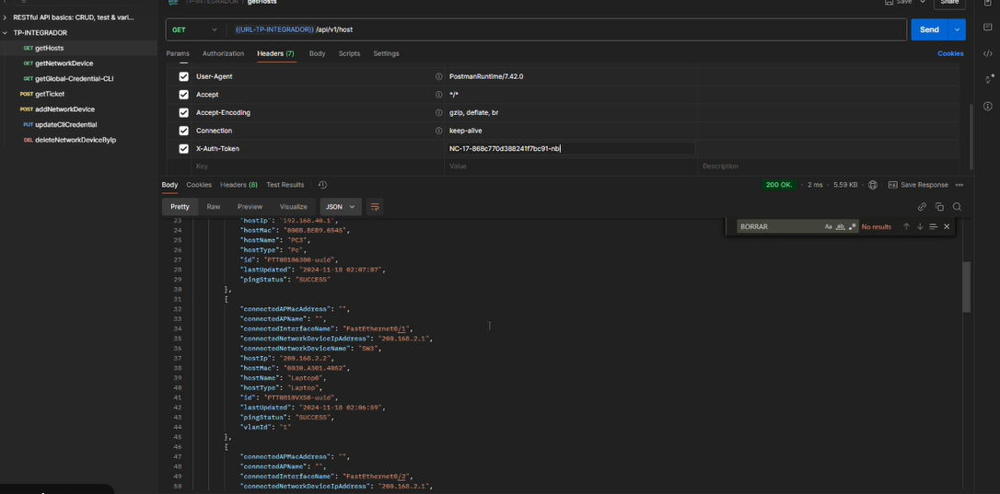 TP-INTEGRADOR / getHosts
Save
Share
RESTful API basics: CRUD, test & vari...
TP-INTEGRADOR
GET getHosts
GET getNetworkDevice
GET getGlobal-Credential-CLI
POST getTicket
POST addNetworkDevice
PUT updateCliCredential
DEL deleteNetworkDeviceByIp
GET
{{URL-TP-INTEGRADOR}} /api/v1/host
Send
Params
Authorization
Headers (7)
Body
Scripts
Settings
Cookies
User-Agent
PostmanRuntime/7.42.0
Accept
*/*
Accept-Encoding
gzip, deflate, br
Connection
keep-alive
X-Auth-Token
NC-17-868c770d388241f7bc91-nb
Key
Value
Description
Body
Cookies
Headers (8)
Test Results
200 OK
2 ms
5.59 KB
Save Response
Pretty
Raw
Preview
Visualize
JSON
BORRAR
Aa
ab
No results
23 "hostIp": "192.168.40.1",
24 "hostMac": "000B.BEB9.0545",
25 "hostName": "PC3",
26 "hostType": "Pc",
27 "id": "PTT08106300-uuid",
28 "lastUpdated": "2024-11-18 02:07:07",
29 "pingStatus": "SUCCESS"
30 },
31 {
32 "connectedAPMacAddress": "",
33 "connectedAPName": "",
34 "connectedInterfaceName": "FastEthernet0/1",
35 "connectedNetworkDeviceIpAddress": "200.168.2.1",
36 "connectedNetworkDeviceName": "SW3",
37 "hostIp": "200.168.2.2",
38 "hostMac": "0030.A301.4052",
39 "hostName": "Laptop0",
40 "hostType": "Laptop",
41 "id": "PTT0810VXS0-uuid",
42 "lastUpdated": "2024-11-18 02:06:59",
43 "pingStatus": "SUCCESS",
44 "vlanId": "1"
45 },
46 {
47 "connectedAPMacAddress": "",
48 "connectedAPName": "",
49 "connectedInterfaceName": "FastEthernet0/2",
50 "connectedNetworkDeviceIpAddress": "200.168.2.1",